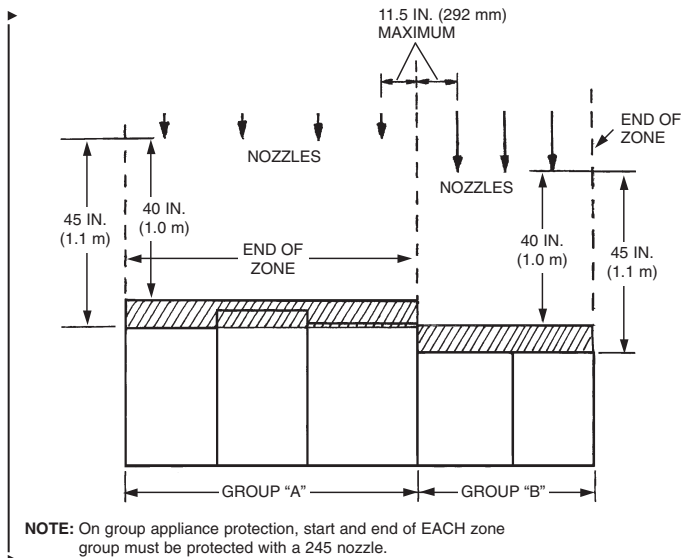 11.5 IN. (292 mm)
MAXIMUM
END OF
ZONE
NOZZLES
NOZZLES
45 IN.
(1.1 m)
40 IN.
(1.0 m)
END OF
ZONE
40 IN.
(1.0 m)
45 IN.
(1.1 m)
GROUP “A”
GROUP “B”
NOTE: On group appliance protection, start and end of EACH zone
group must be protected with a 245 nozzle.